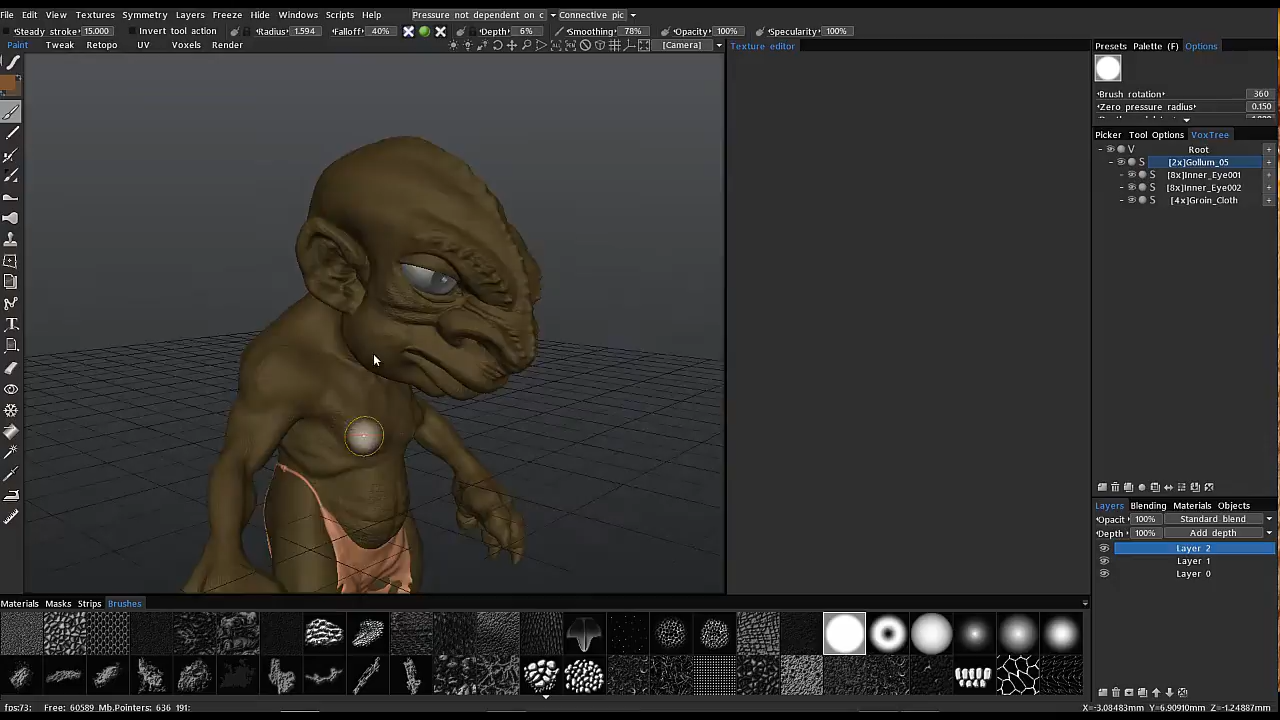 File Edit View Textures Symmetry Layers Freeze Hide Windows Scripts Help Pressure not dependent on c Connective pic
Steady stroke 15.000 Invert tool action Radius 1.594 Falloff 40% Depth 6% Smoothing 78% Opacity 100% Specularity 100%
Paint Tweak Retopo UV Voxels Render [Camera] Texture editor
Presets Palette (F) Options
Brush rotation 360
Zero pressure radius 0.150
Picker Tool Options VoxTree
V Root +
S [2x]Gollum_05 +
S [8x]Inner_Eye001 +
S [8x]Inner_Eye002 +
S [4x]Groin_Cloth +
Layers Blending Materials Objects
Opacit 100% Standard blend
Depth 100% Add depth
Layer 2
Layer 1
Layer 0
Materials Masks Strips Brushes
fps:73; Free: 60589 Mb.Pointers: 636 191: X=-3.08483mm Y=6.90910mm Z=-1.24887mm